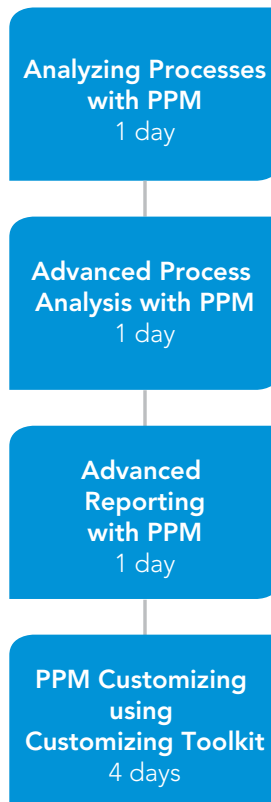 Analyzing Processes
with PPM
1 day
Advanced Process
Analysis with PPM
1 day
Advanced
Reporting
with PPM
1 day
PPM Customizing
using
Customizing Toolkit
4 days